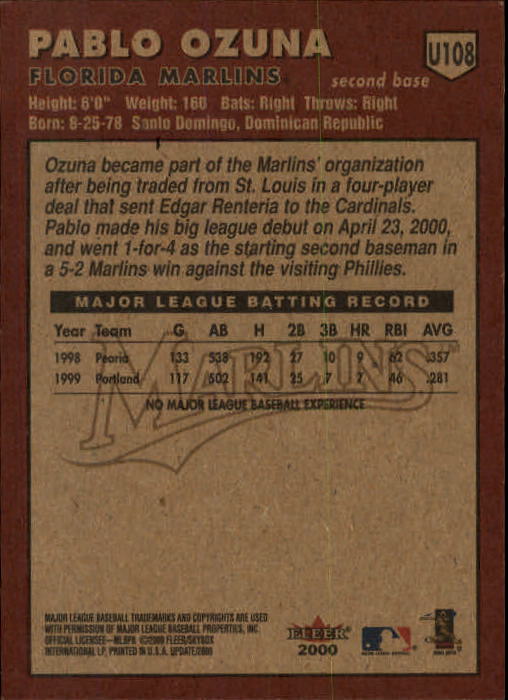 PABLO OZUNA
U108
FLORIDA MARLINS
second base
Height: 6'0" Weight: 160 Bats: Right Throws: Right
Born: 8-25-78 Santo Domingo, Dominican Republic
Ozuna became part of the Marlins' organization
after being traded from St. Louis in a four-player
deal that sent Edgar Renteria to the Cardinals.
Pablo made his big league debut on April 23, 2000,
and went 1-for-4 as the starting second baseman in
a 5-2 Marlins win against the visiting Phillies.
MAJOR LEAGUE BATTING RECORD
Year Team G AB H 2B 3B HR RBI AVG
1998 Peoria 133 538 192 27 10 9 62 .357
1999 Portland 117 502 141 25 7 7 46 .281
MARLINS
NO MAJOR LEAGUE BASEBALL EXPERIENCE
MAJOR LEAGUE BASEBALL TRADEMARKS AND COPYRIGHTS ARE USED
WITH PERMISSION OF MAJOR LEAGUE BASEBALL PROPERTIES, INC.
OFFICIAL LICENSEE—MLBPA ©2000 FLEER/SKYBOX
INTERNATIONAL LP, PRINTED IN U.S.A. UPDATE/2000
FLEER
2000